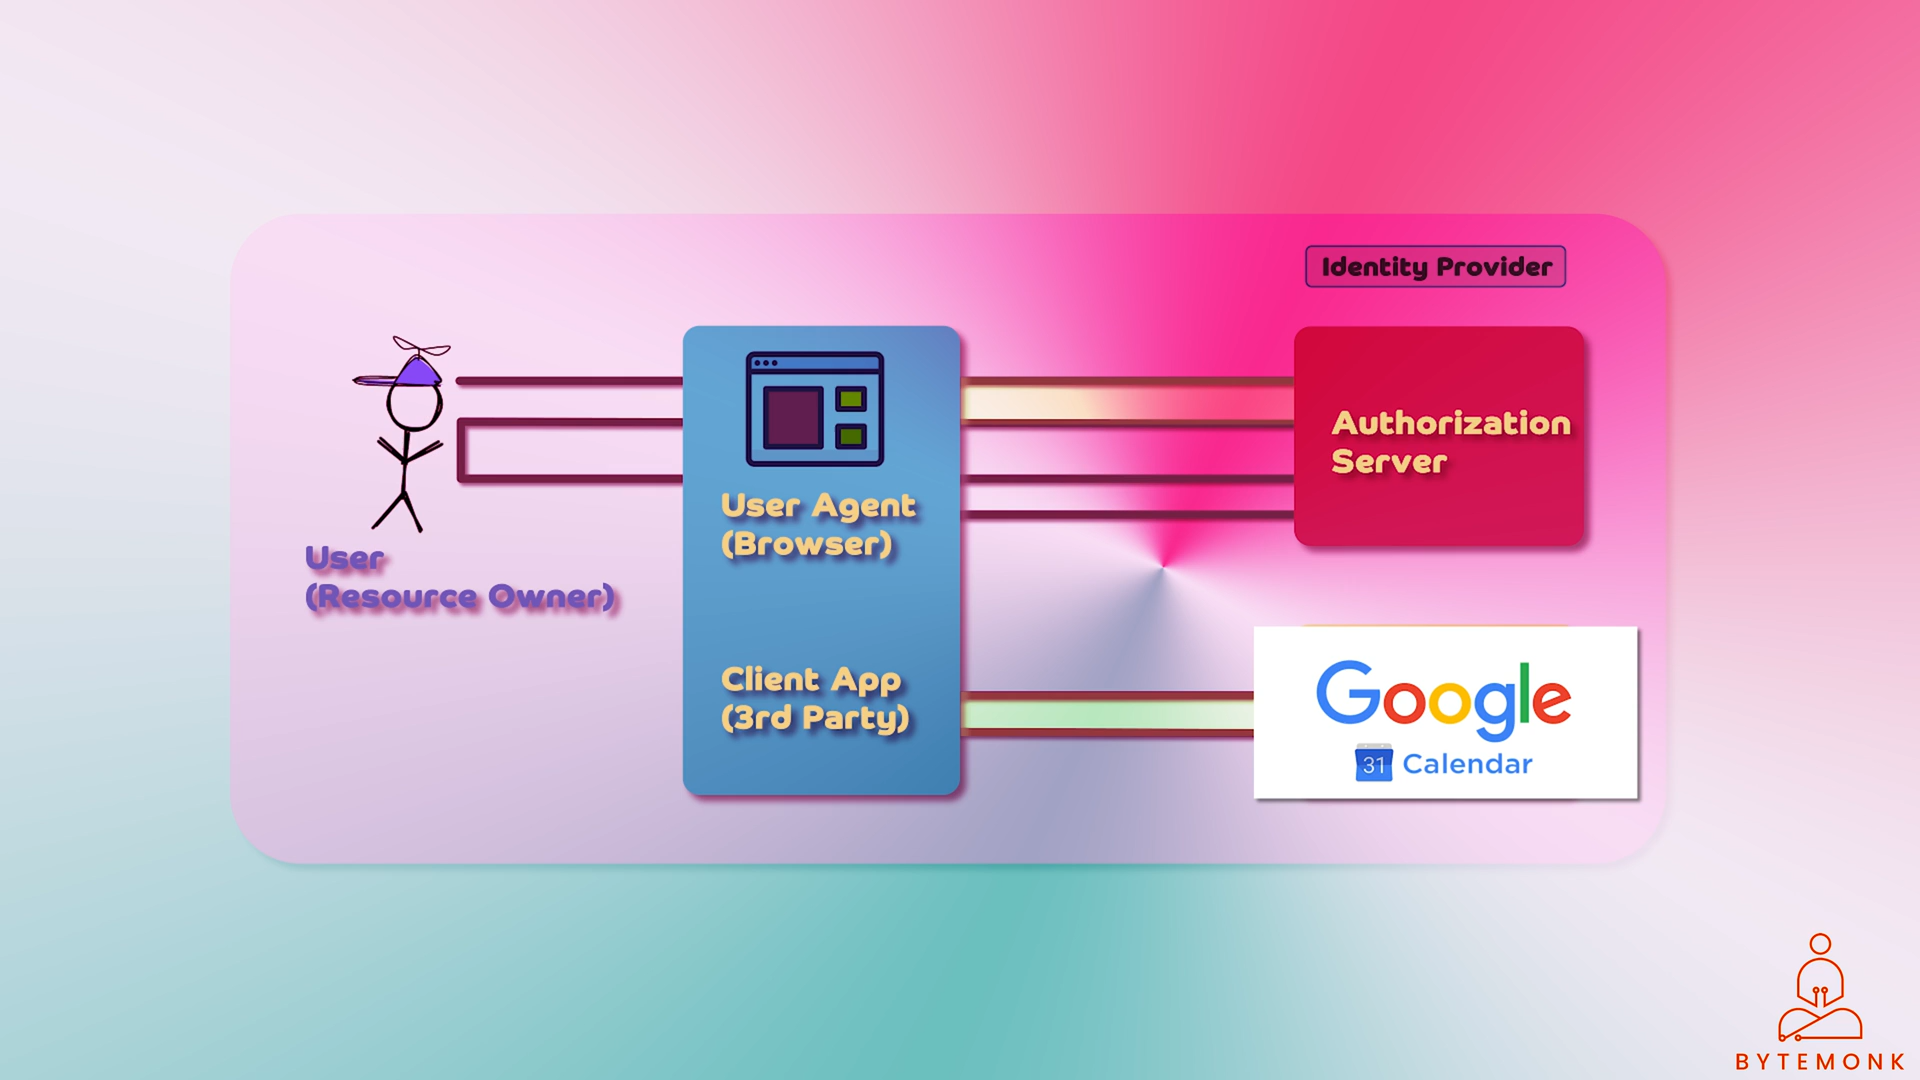 Identity Provider
Authorization
Server
User Agent
(Browser)
User
(Resource Owner)
Client App
(3rd Party)
Google
31 Calendar
BYTEMONK